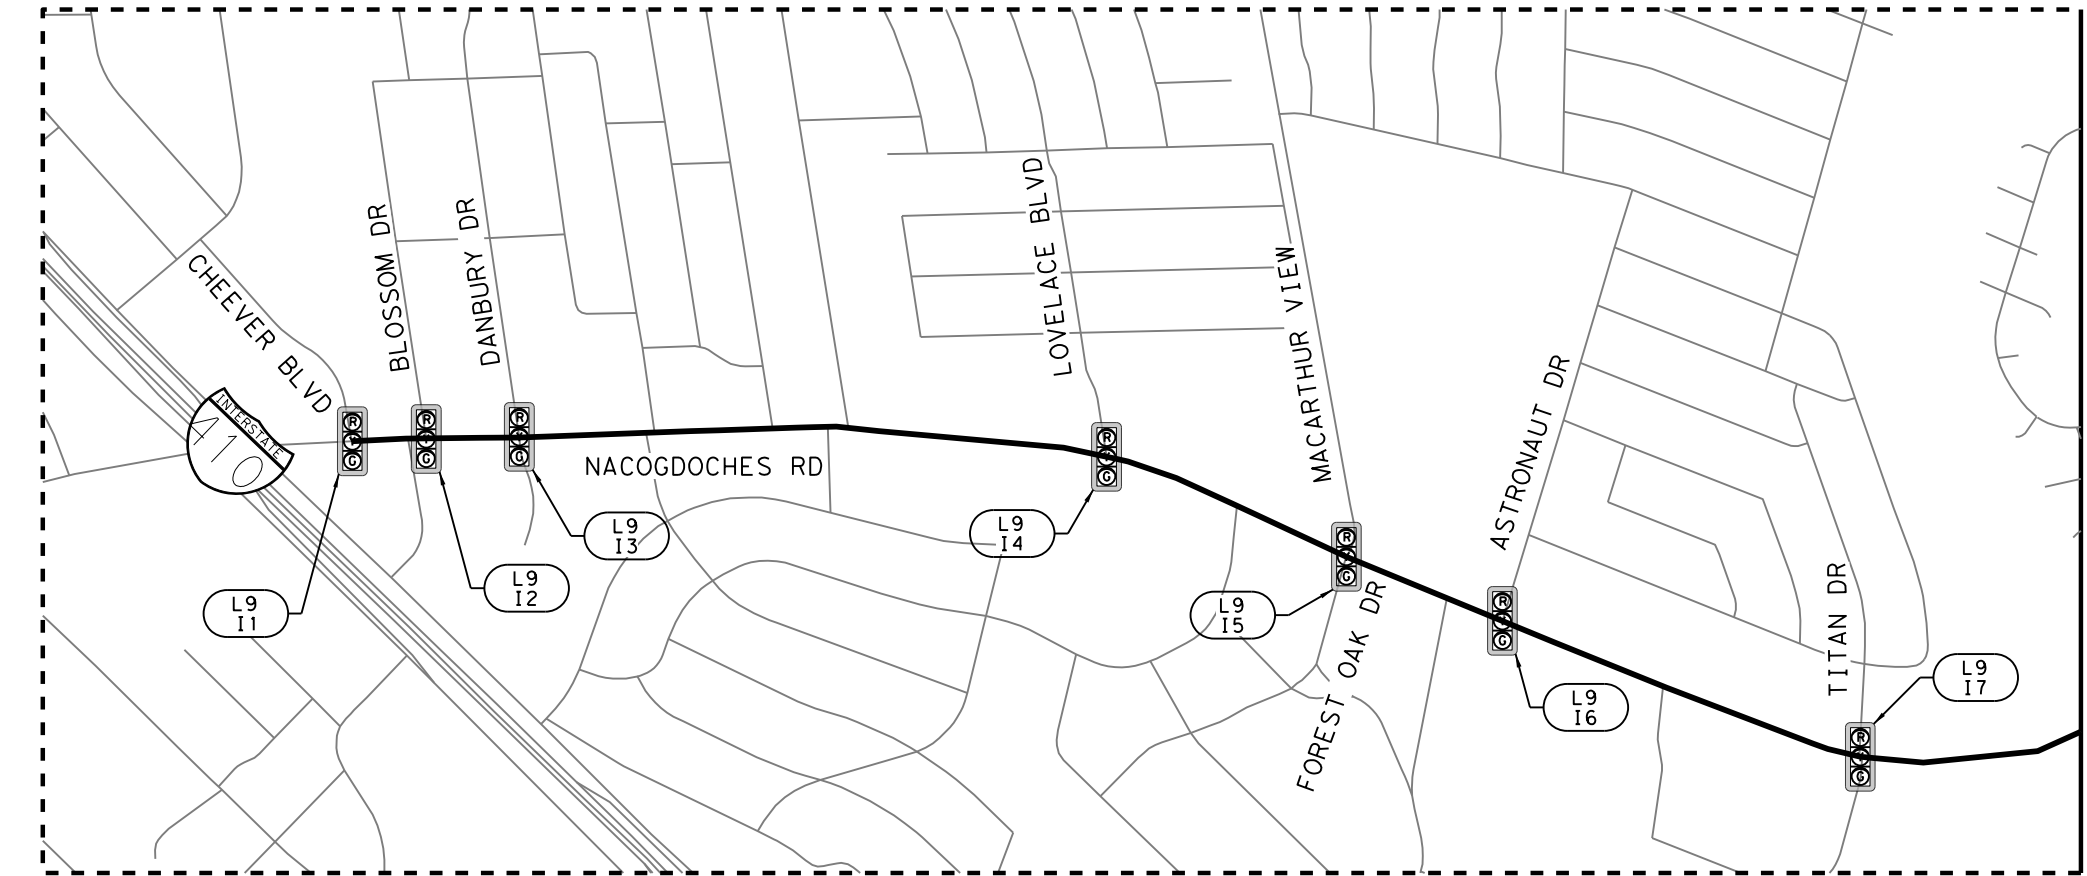 CHEEVER BLVD
BLOSSOM DR
DANBURY DR
LOVELACE BLVD
MACARTHUR VIEW
ASTRONAUT DR
TITAN DR
FOREST OAK DR
NACOGDOCHES RD
INTERSTATE
410
R
Y
G
R
Y
G
R
Y
G
R
Y
G
R
Y
G
R
Y
G
R
Y
G
L9
I1
L9
I2
L9
I3
L9
I4
L9
I5
L9
I6
L9
I7